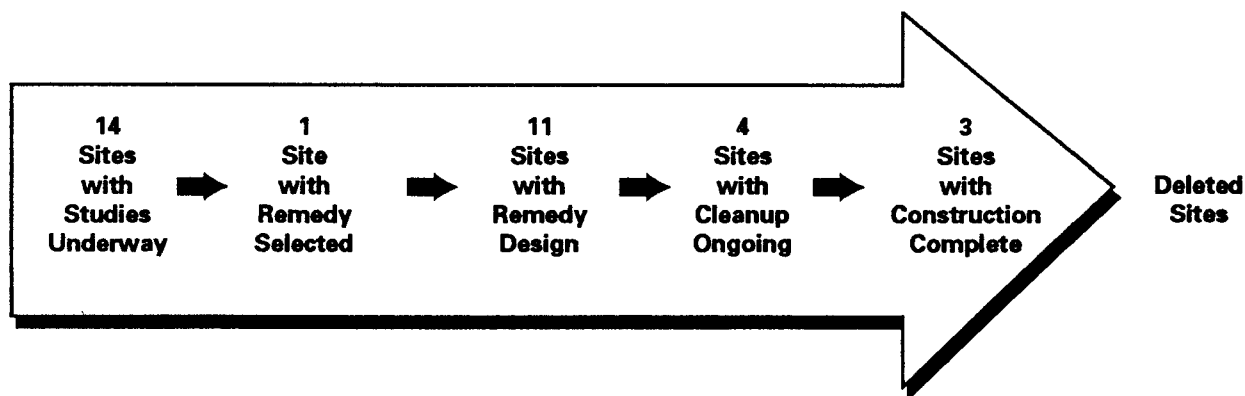 14
Sites
with
Studies
Underway
1
Site
with
Remedy
Selected
11
Sites
with
Remedy
Design
4
Sites
with
Cleanup
Ongoing
3
Sites
with
Construction
Complete
Deleted
Sites